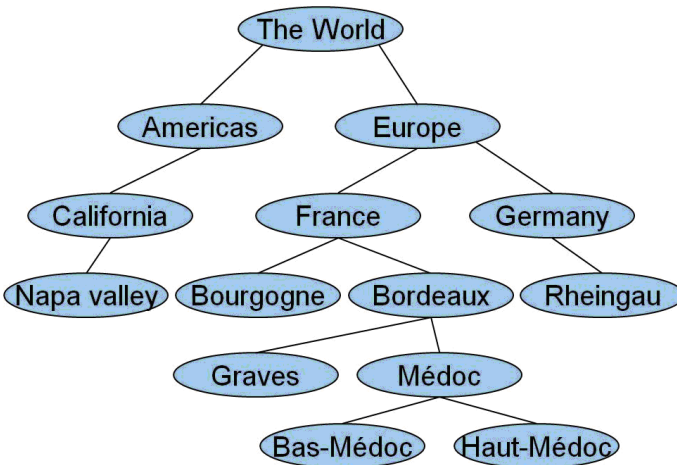 The World
Americas
Europe
California
France
Germany
Napa valley
Bourgogne
Bordeaux
Rheingau
Graves
Médoc
Bas-Médoc
Haut-Médoc